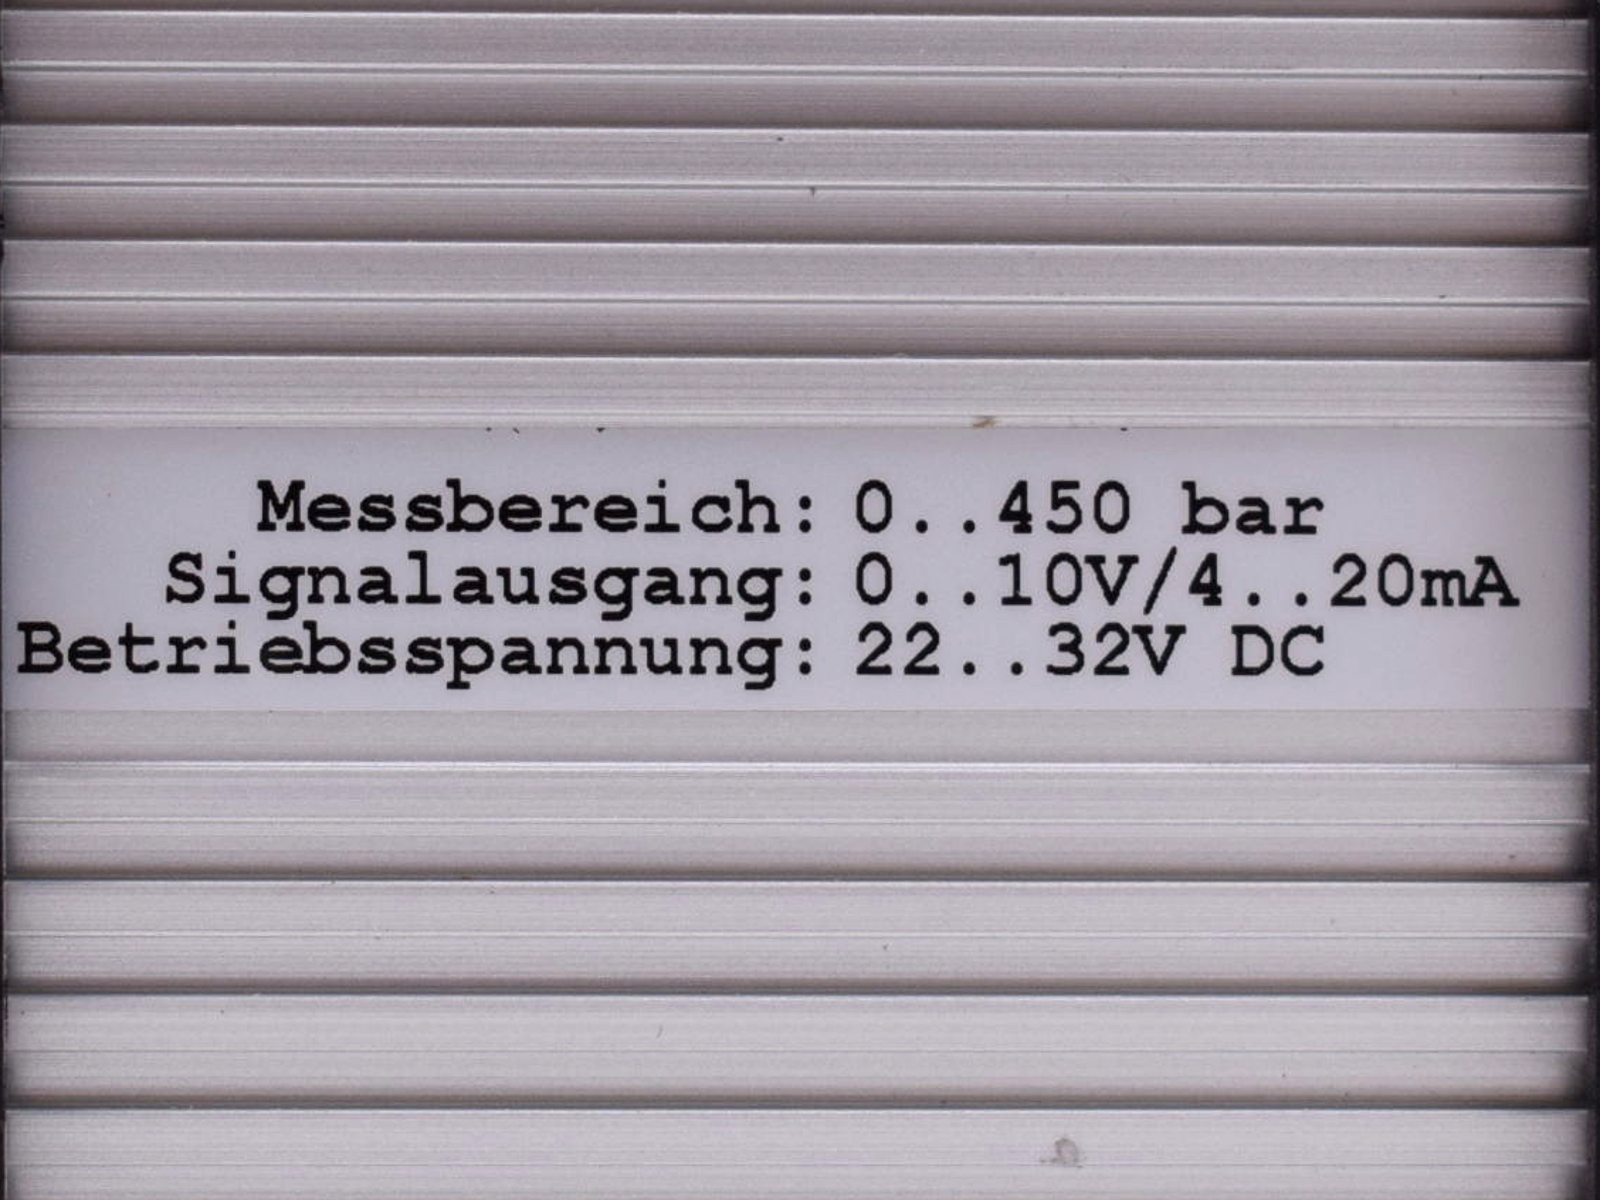 Messbereich: 0..450 bar
Signalausgang: 0..10V/4..20mA
Betriebsspannung: 22..32V DC